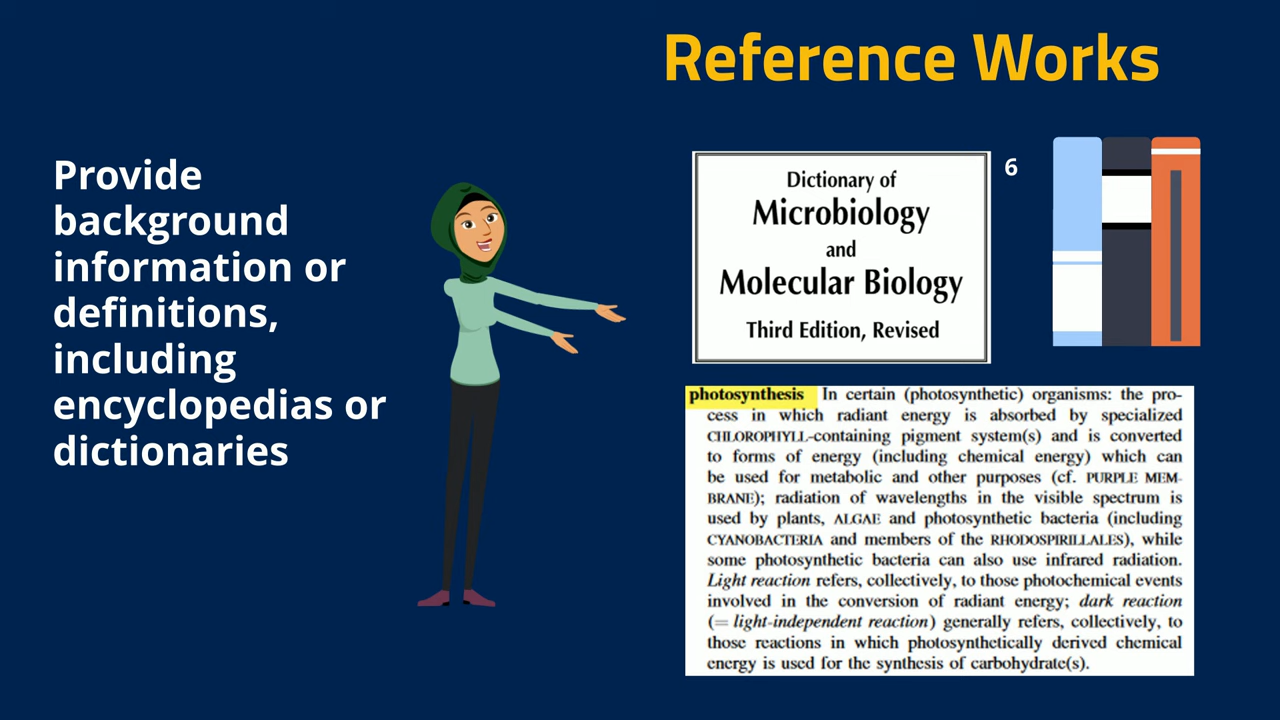 Reference Works
Provide
background
information or
definitions,
including
encyclopedias or
dictionaries
Dictionary of
Microbiology
and
Molecular Biology
Third Edition, Revised
6
photosynthesis In certain (photosynthetic) organisms: the pro-
cess in which radiant energy is absorbed by specialized
CHLOROPHYLL-containing pigment system(s) and is converted
to forms of energy (including chemical energy) which can
be used for metabolic and other purposes (cf. PURPLE MEM-
BRANE); radiation of wavelengths in the visible spectrum is
used by plants, ALGAE and photosynthetic bacteria (including
CYANOBACTERIA and members of the RHODOSPIRILLALES), while
some photosynthetic bacteria can also use infrared radiation.
Light reaction refers, collectively, to those photochemical events
involved in the conversion of radiant energy; dark reaction
(= light-independent reaction) generally refers, collectively, to
those reactions in which photosynthetically derived chemical
energy is used for the synthesis of carbohydrate(s).